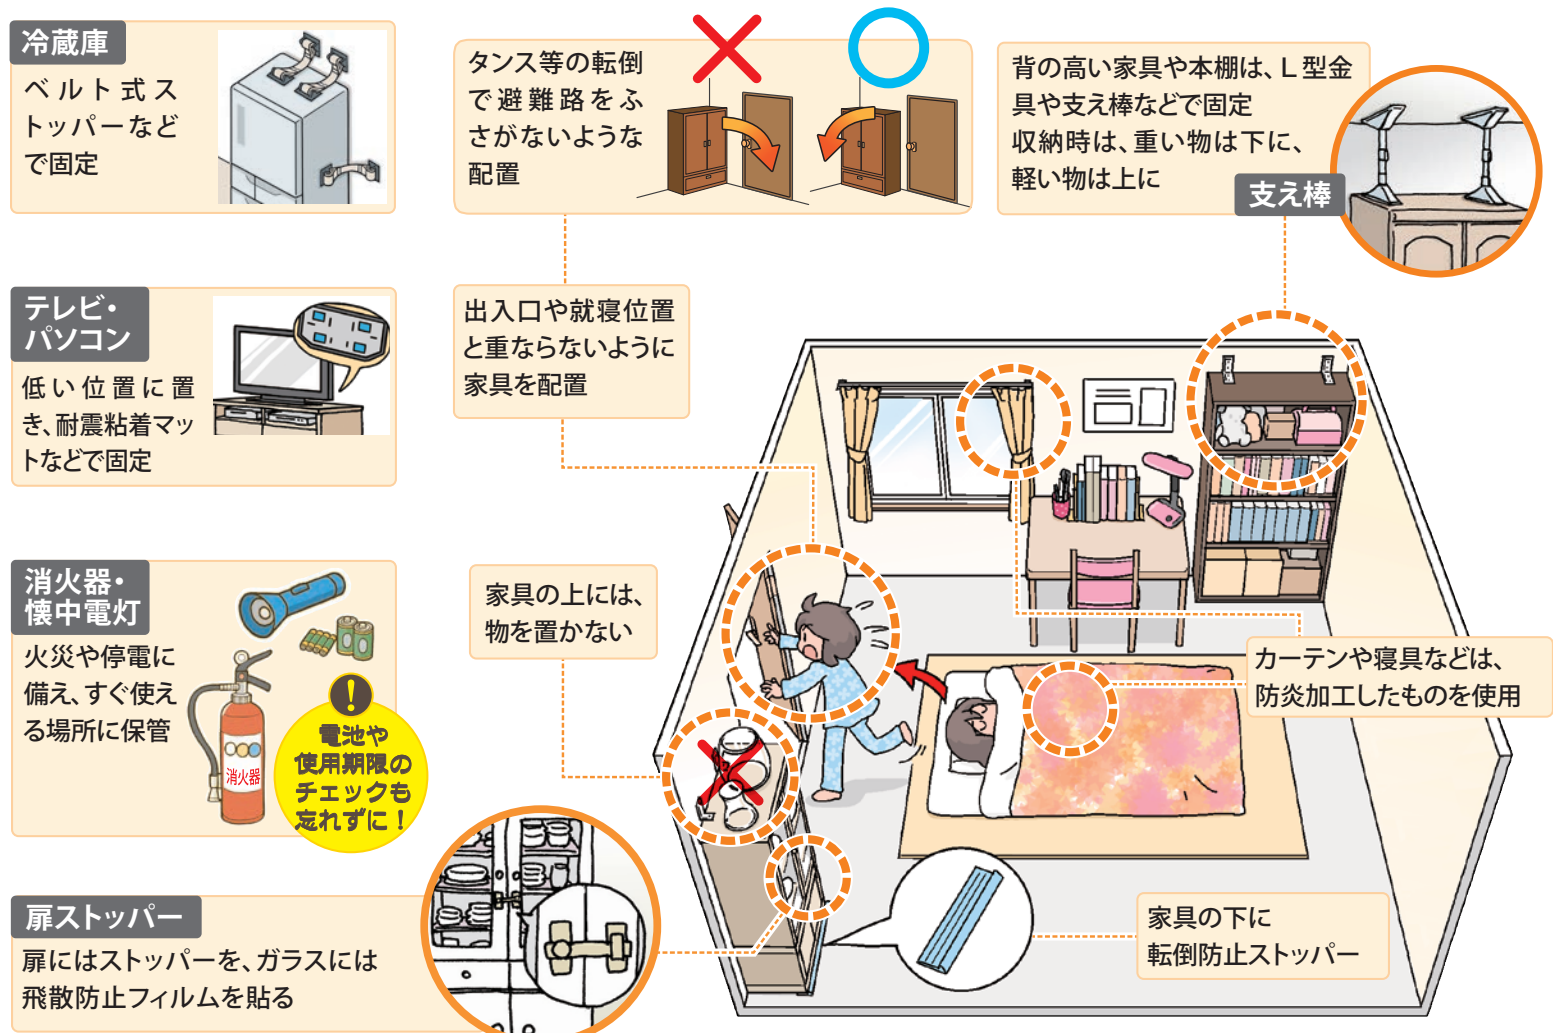 冷蔵庫
ベルト式ス
トッパーなど
で固定
タンス等の転倒
で避難路をふ
さがないような
配置
背の高い家具や本棚は、L型金
具や支え棒などで固定
収納時は、重い物は下に、
軽い物は上に
支え棒
テレビ・
パソコン
低い位置に置
き、耐震粘着マッ
トなどで固定
出入口や就寝位置
と重ならないように
家具を配置
消火器・
懐中電灯
火災や停電に
備え、すぐ使え
る場所に保管
消火器
!
電池や
使用期限の
チェックも
忘れずに!
家具の上には、
物を置かない
カーテンや寝具などは、
防炎加工したものを使用
扉ストッパー
扉にはストッパーを、ガラスには
飛散防止フィルムを貼る
家具の下に
転倒防止ストッパー